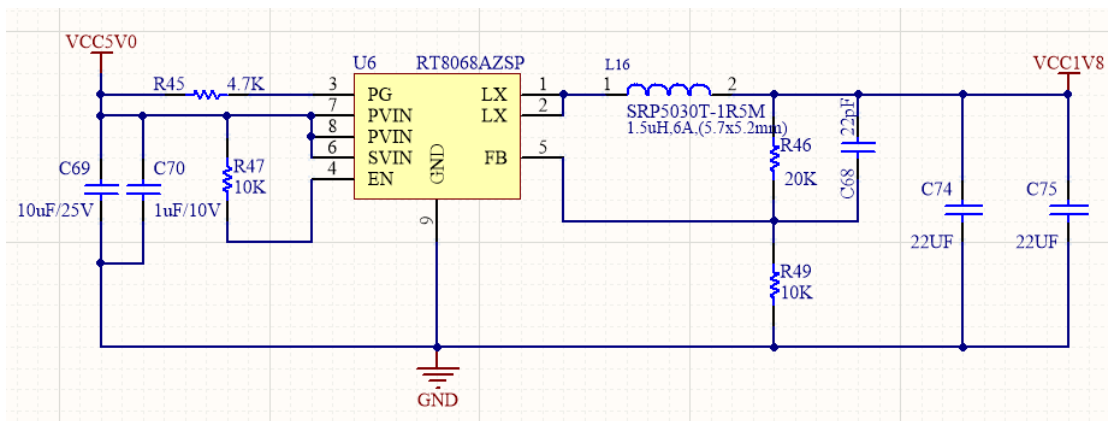 VCC5V0
U6 RT8068AZSP
L16
VCC1V8
R45 4.7K
3 PG LX 1
7 PVIN LX 2
8 PVIN
6 SVIN FB 5
4 EN
GND
9
1 2
SRP5030T-1R5M
1.5uH,6A,(5.7x5.2mm)
22pF
C68
R46
20K
C69
10uF/25V
C70
1uF/10V
R47
10K
C74
22UF
C75
22UF
R49
10K
GND